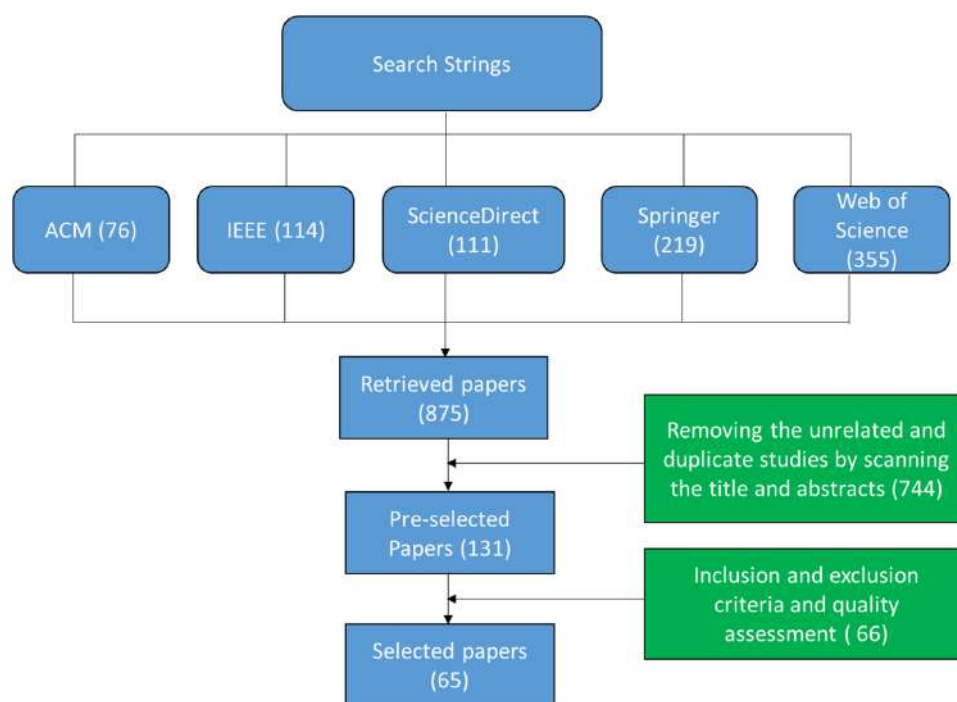 Search Strings
ACM (76)
IEEE (114)
ScienceDirect
(111)
Springer
(219)
Web of
Science
(355)
Retrieved papers
(875)
Removing the unrelated and
duplicate studies by scanning
the title and abstracts (744)
Pre-selected
Papers (131)
Inclusion and exclusion
criteria and quality
assessment ( 66)
Selected papers
(65)